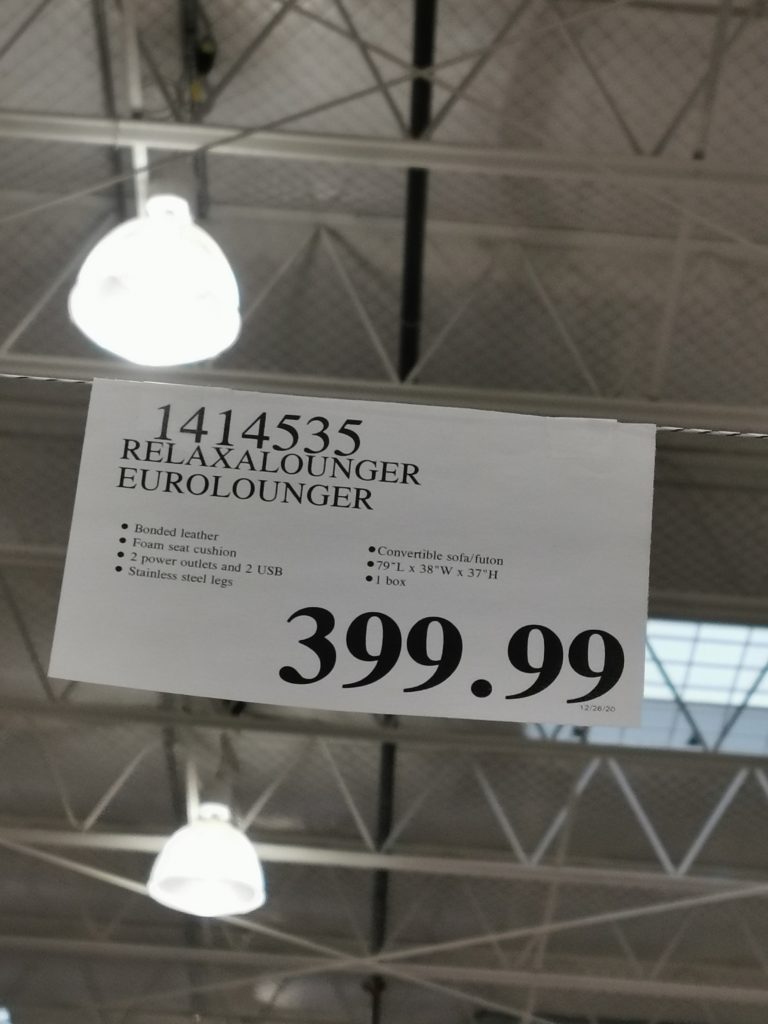 1414535
RELAXALOUNGER
EUROLOUNGER
• Bonded leather
• Foam seat cushion
• 2 power outlets and 2 USB
• Stainless steel legs
• Convertible sofa/futon
• 79"L x 38"W x 37"H
• 1 box
399.99
12/26/20